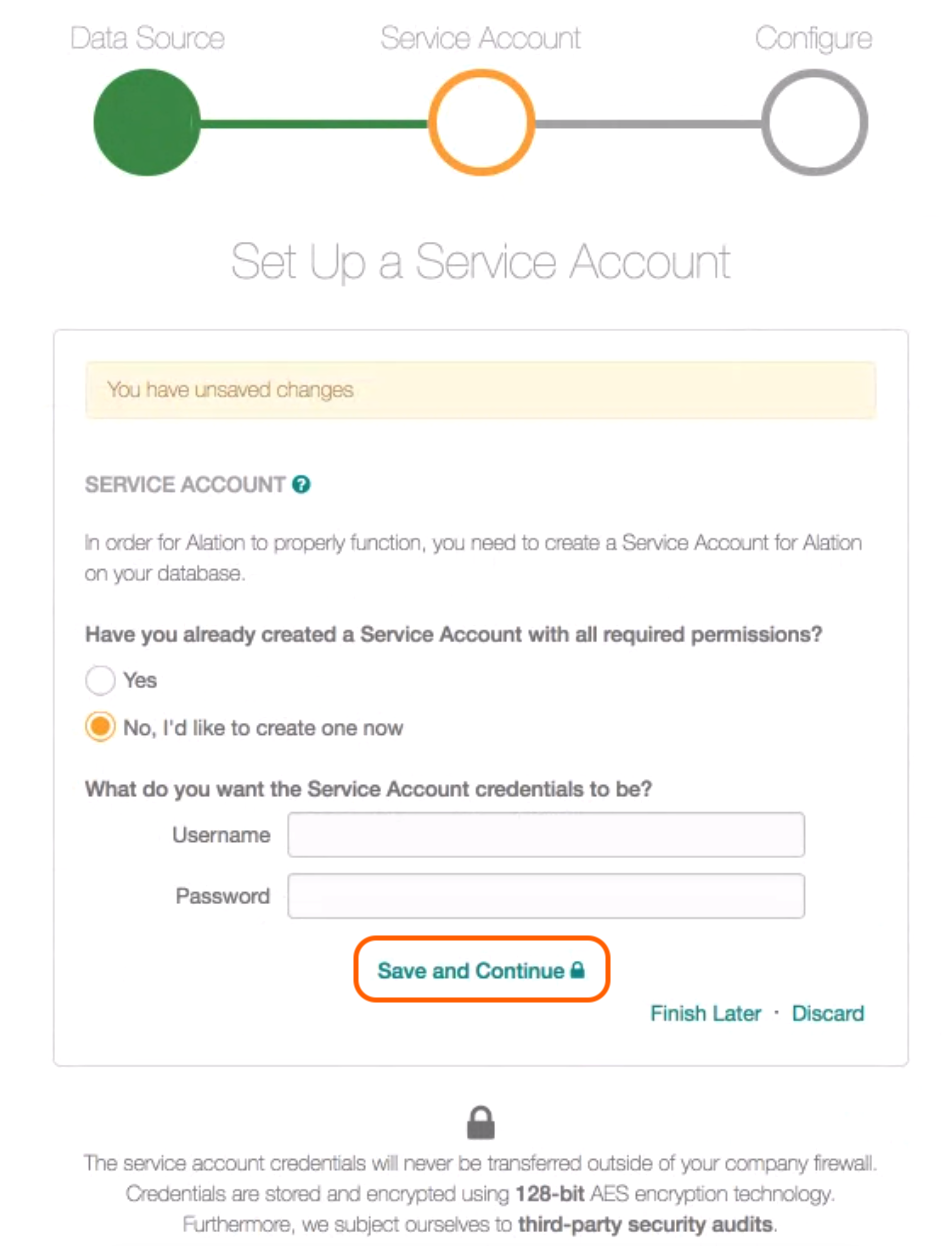 Data Source Service Account Configure
Set Up a Service Account
You have unsaved changes
SERVICE ACCOUNT ?
In order for Alation to properly function, you need to create a Service Account for Alation
on your database.
Have you already created a Service Account with all required permissions?
Yes
No, I'd like to create one now
What do you want the Service Account credentials to be?
Username
Password
Save and Continue
Finish Later · Discard
The service account credentials will never be transferred outside of your company firewall.
Credentials are stored and encrypted using 128-bit AES encryption technology.
Furthermore, we subject ourselves to third-party security audits.